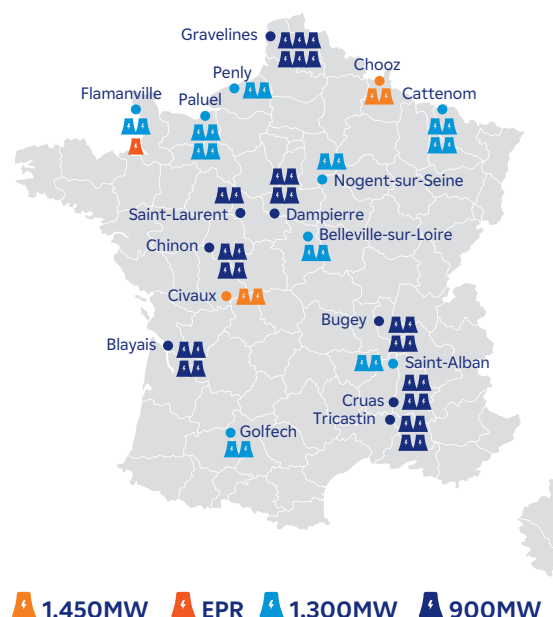 Gravelines
Penly
Chooz
Flamanville
Paluel
Cattenom
Nogent-sur-Seine
Saint-Laurent
Dampierre
Belleville-sur-Loire
Chinon
Civaux
Bugey
Blayais
Saint-Alban
Cruas
Tricastin
Golfech
1.450MW EPR 1.300MW 900MW